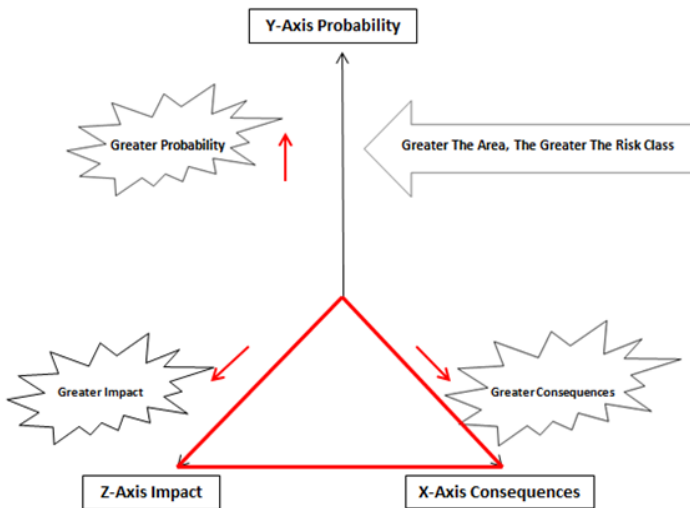 Y-Axis Probability
Greater Probability
Greater The Area, The Greater The Risk Class
Greater Impact
Greater Consequences
Z-Axis Impact
X-Axis Consequences